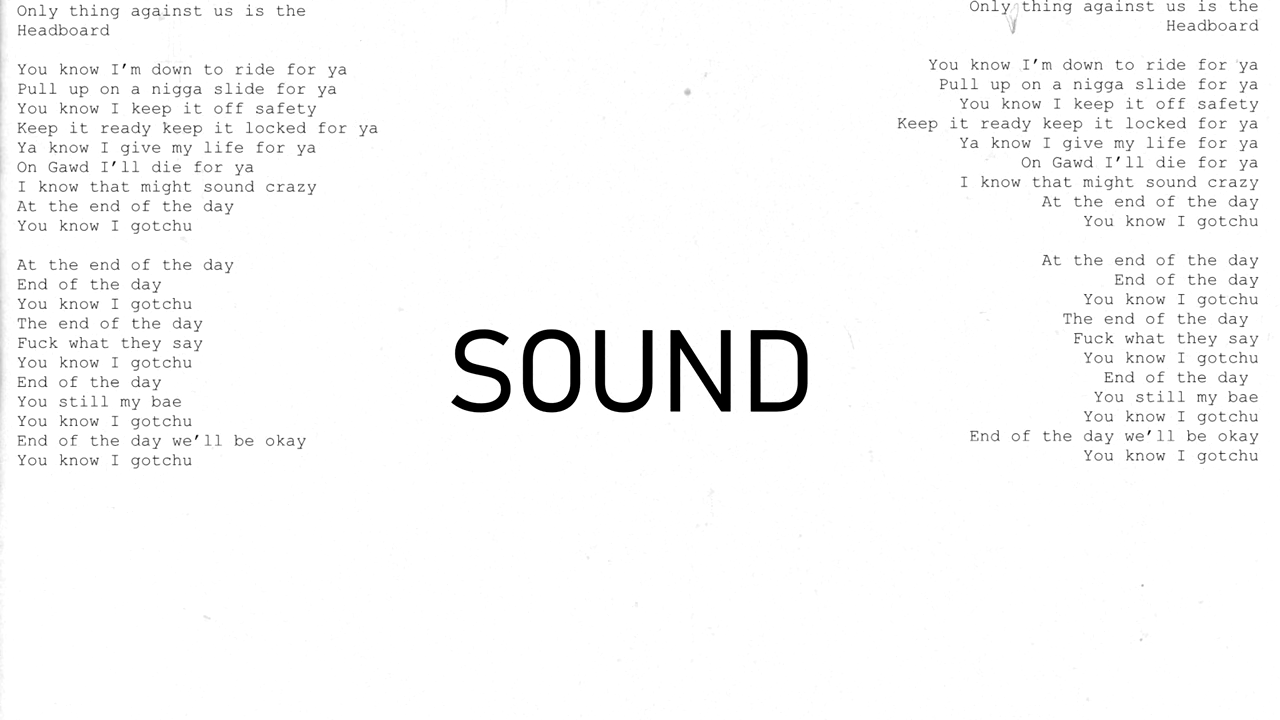 Only thing against us is the
Headboard
You know I'm down to ride for ya
Pull up on a nigga slide for ya
You know I keep it off safety
Keep it ready keep it locked for ya
Ya know I give my life for ya
On Gawd I'll die for ya
I know that might sound crazy
At the end of the day
You know I gotchu
At the end of the day
End of the day
You know I gotchu
The end of the day
Fuck what they say
You know I gotchu
End of the day
You still my bae
You know I gotchu
End of the day we'll be okay
You know I gotchu
SOUND
Only thing against us is the
Headboard
You know I'm down to ride for ya
Pull up on a nigga slide for ya
You know I keep it off safety
Keep it ready keep it locked for ya
Ya know I give my life for ya
On Gawd I'll die for ya
I know that might sound crazy
At the end of the day
You know I gotchu
At the end of the day
End of the day
You know I gotchu
The end of the day
Fuck what they say
You know I gotchu
End of the day
You still my bae
You know I gotchu
End of the day we'll be okay
You know I gotchu